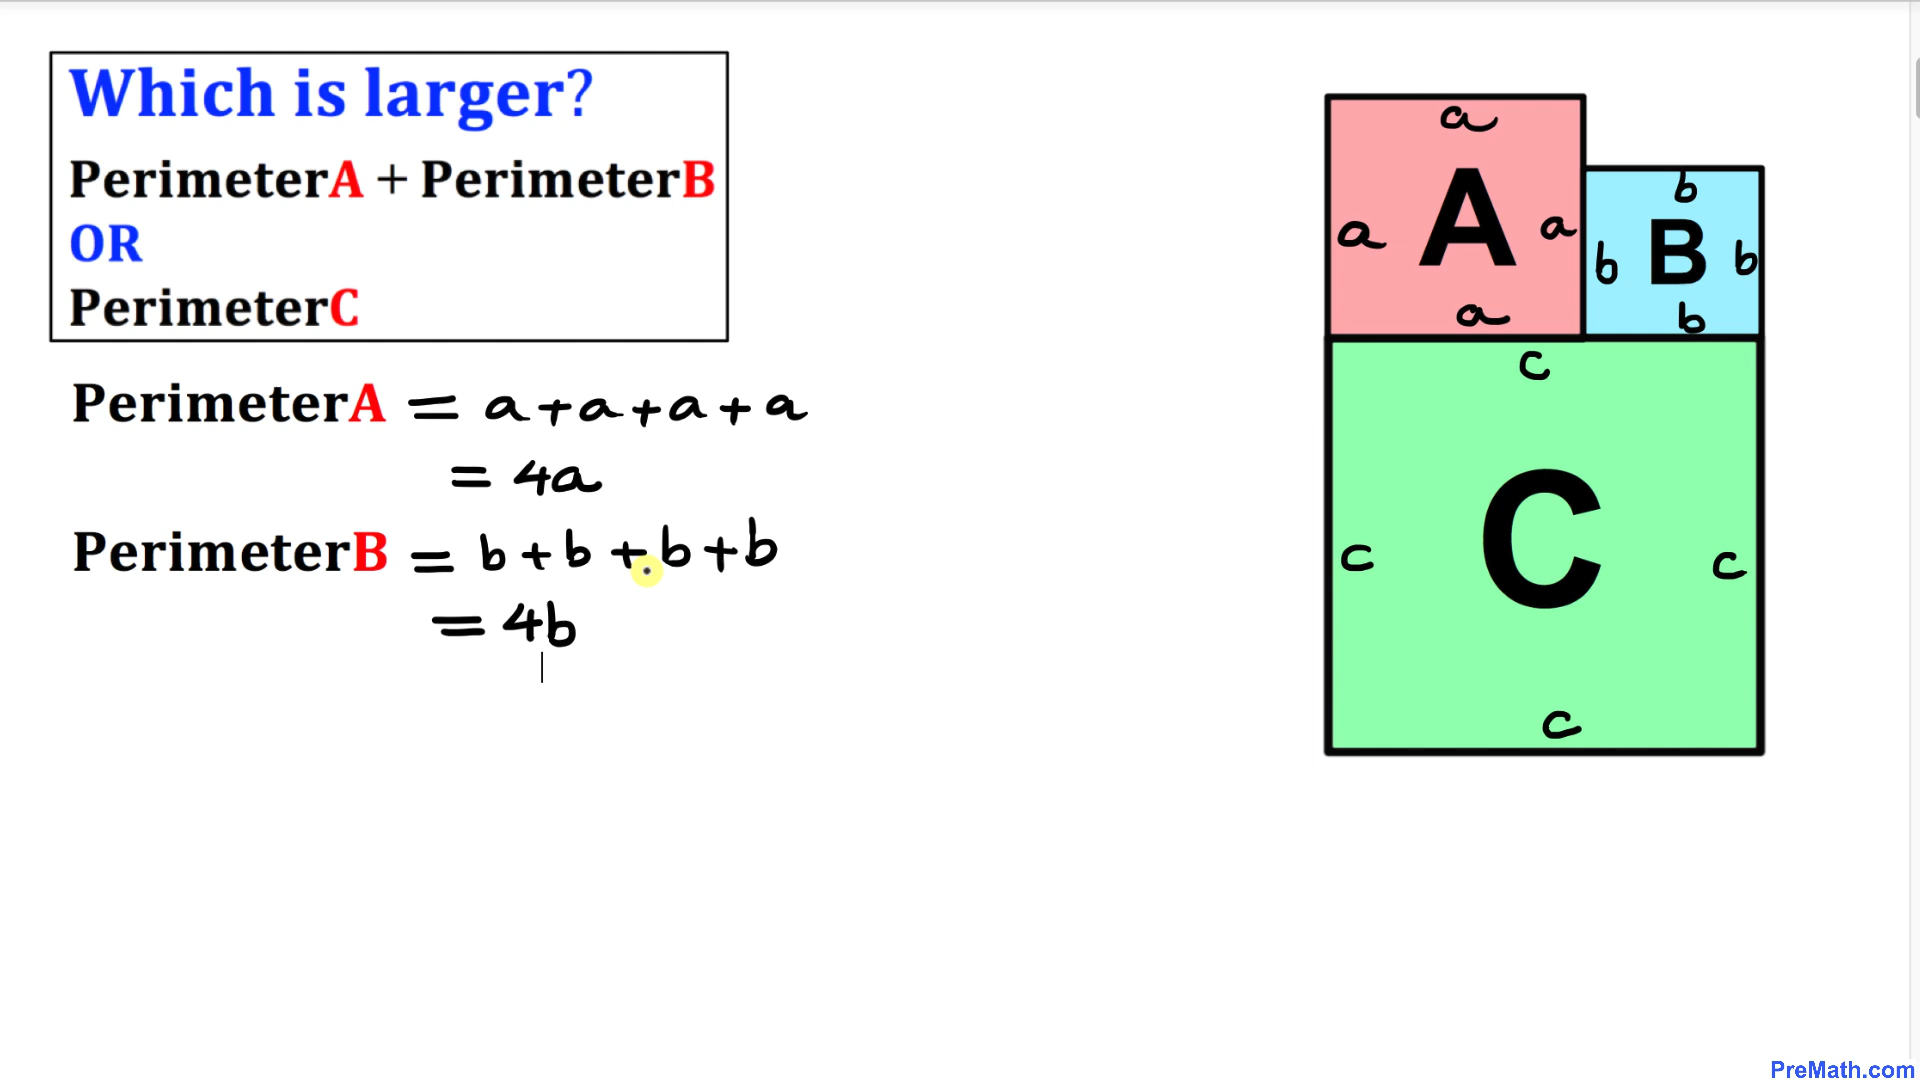 Which is larger?
PerimeterA + PerimeterB
OR
PerimeterC
PerimeterA = a + a + a + a
= 4a
PerimeterB = b + b + b + b
= 4b
a
a A a
a
b
b B b
b
c
c C c
c
PreMath.com